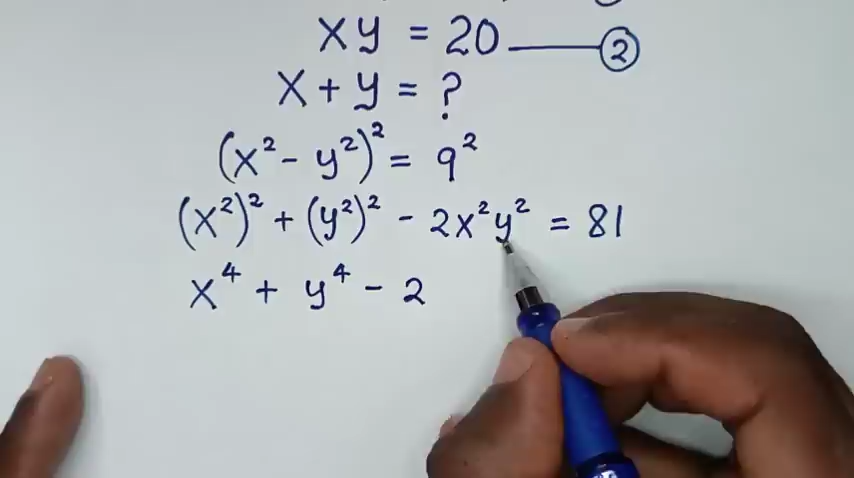 xy = 20 —— ②
x + y = ?
(x² - y²)² = 9²
(x²)² + (y²)² - 2x²y² = 81
x⁴ + y⁴ - 2